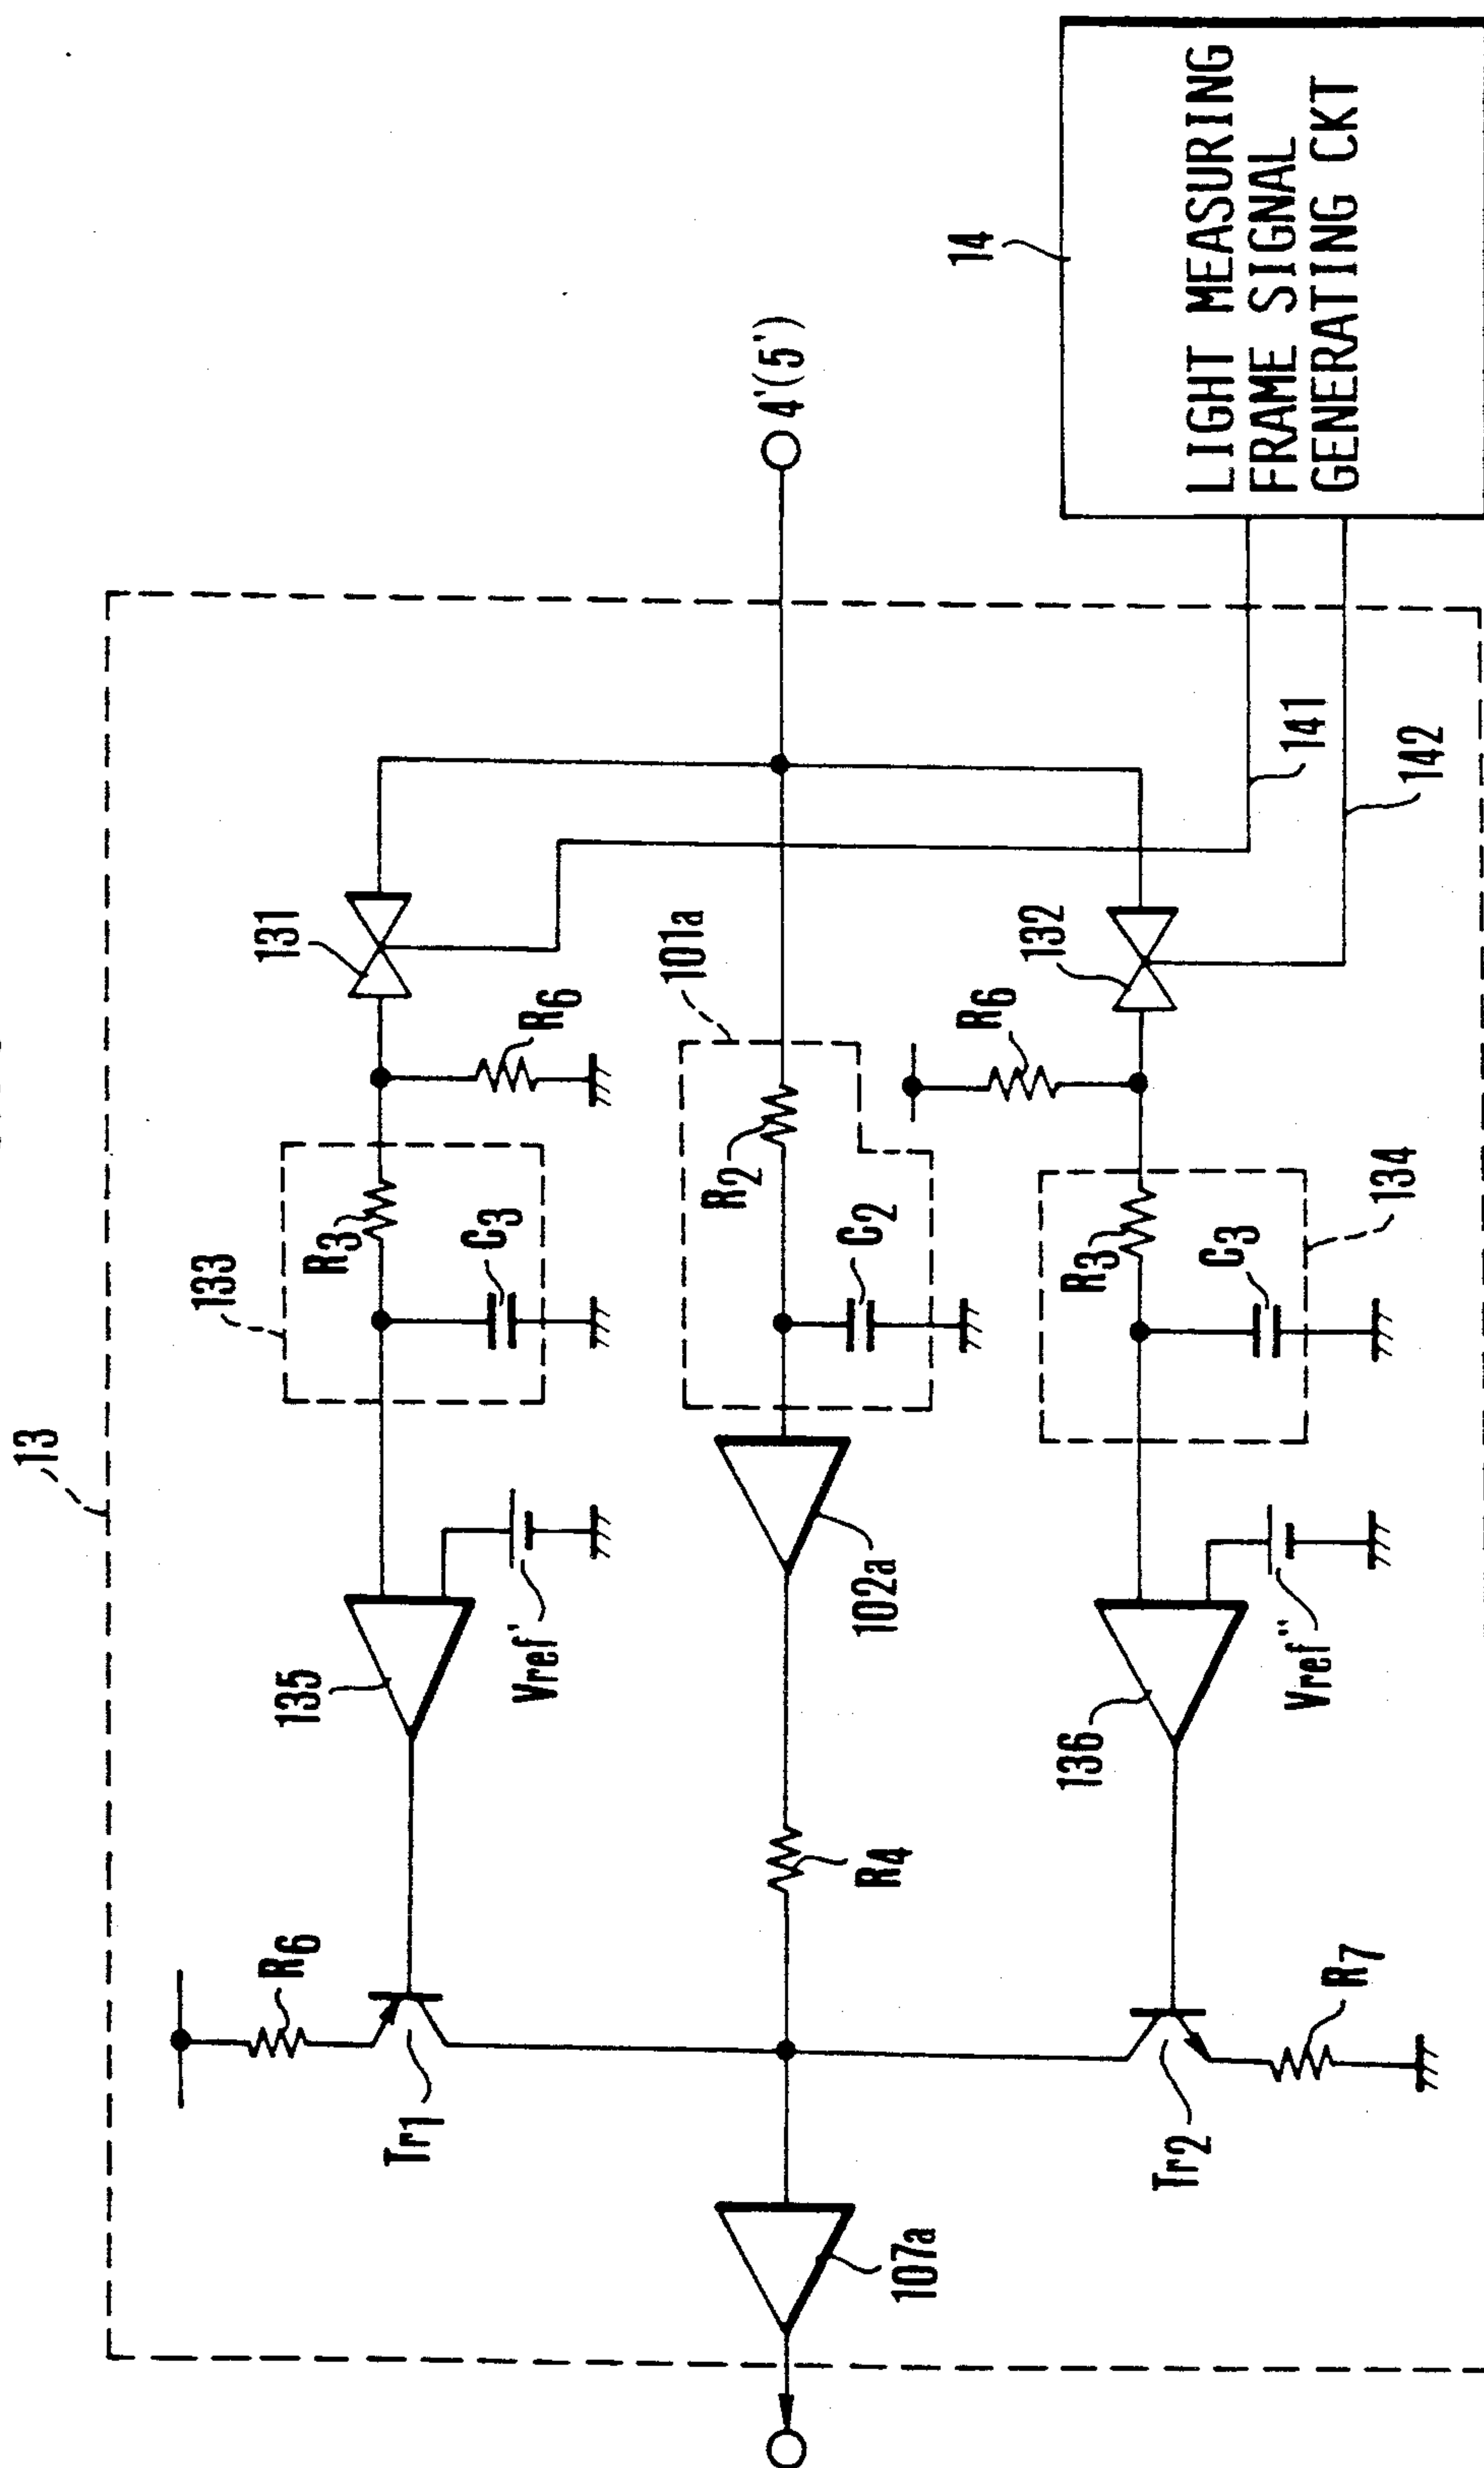 13
14
LIGHT MEASURING
FRAME SIGNAL
GENERATING CKT
4'(5')
141
142
131
R6
133
R3
C3
135
Vref'
R6
Tr1
101a
R2
C2
102a
R4
107a
132
R6
134
R3
C3
136
Vref''
Tr2
R7